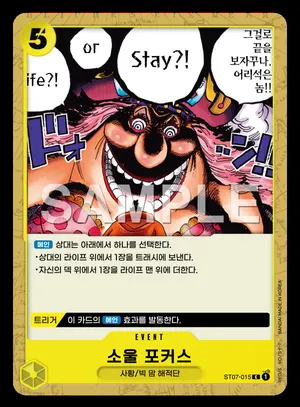 5
or
Stay?!
ife?!
그걸로
끝을
보자꾸나.
어리석은
놈!!
SAMPLE
메인 상대는 아래에서 하나를 선택한다.
•상대의 라이프 위에서 1장을 트래시에 보낸다.
•자신의 덱 위에서 1장을 라이프 맨 위에 더한다.
트리거 이 카드의 메인 효과를 발동한다.
EVENT
소울 포커스
사황/빅 맘 해적단
ST07-015 C 1